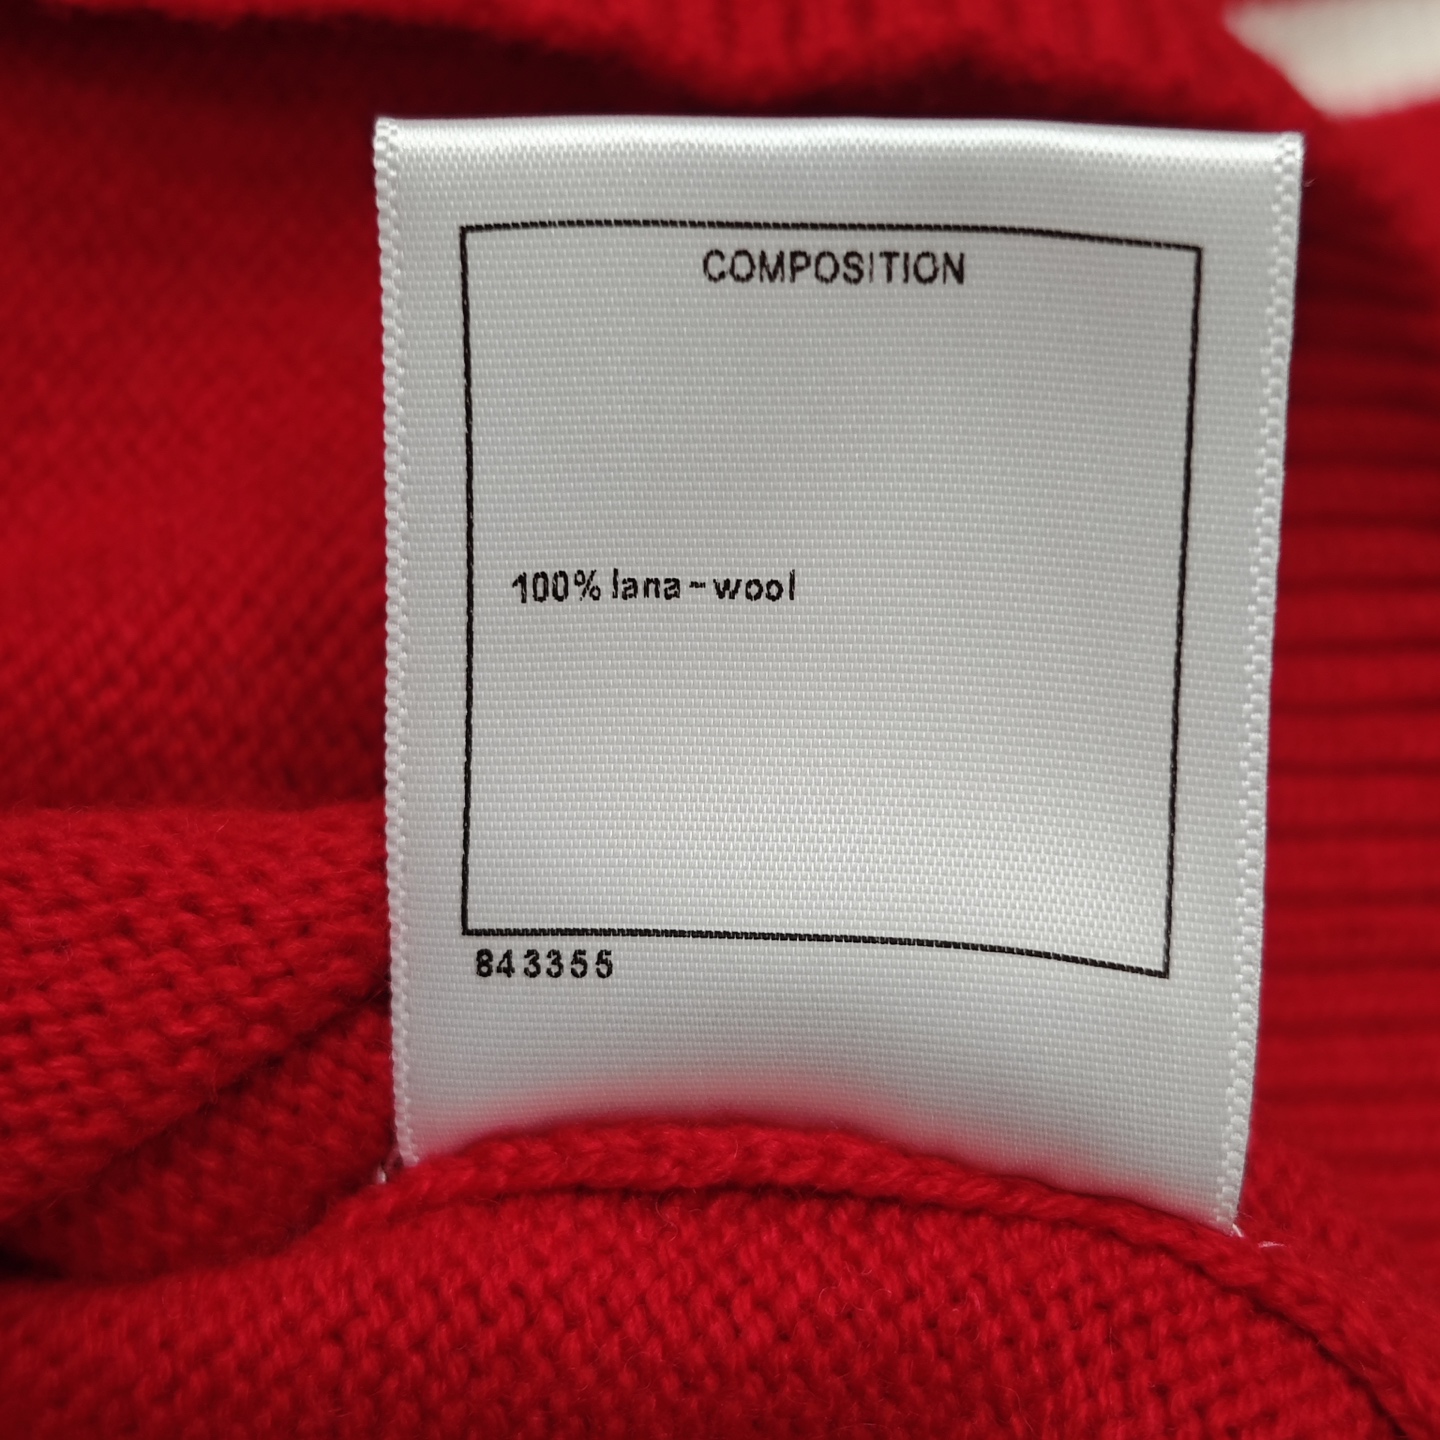 COMPOSITION
100% lana-wool
843355